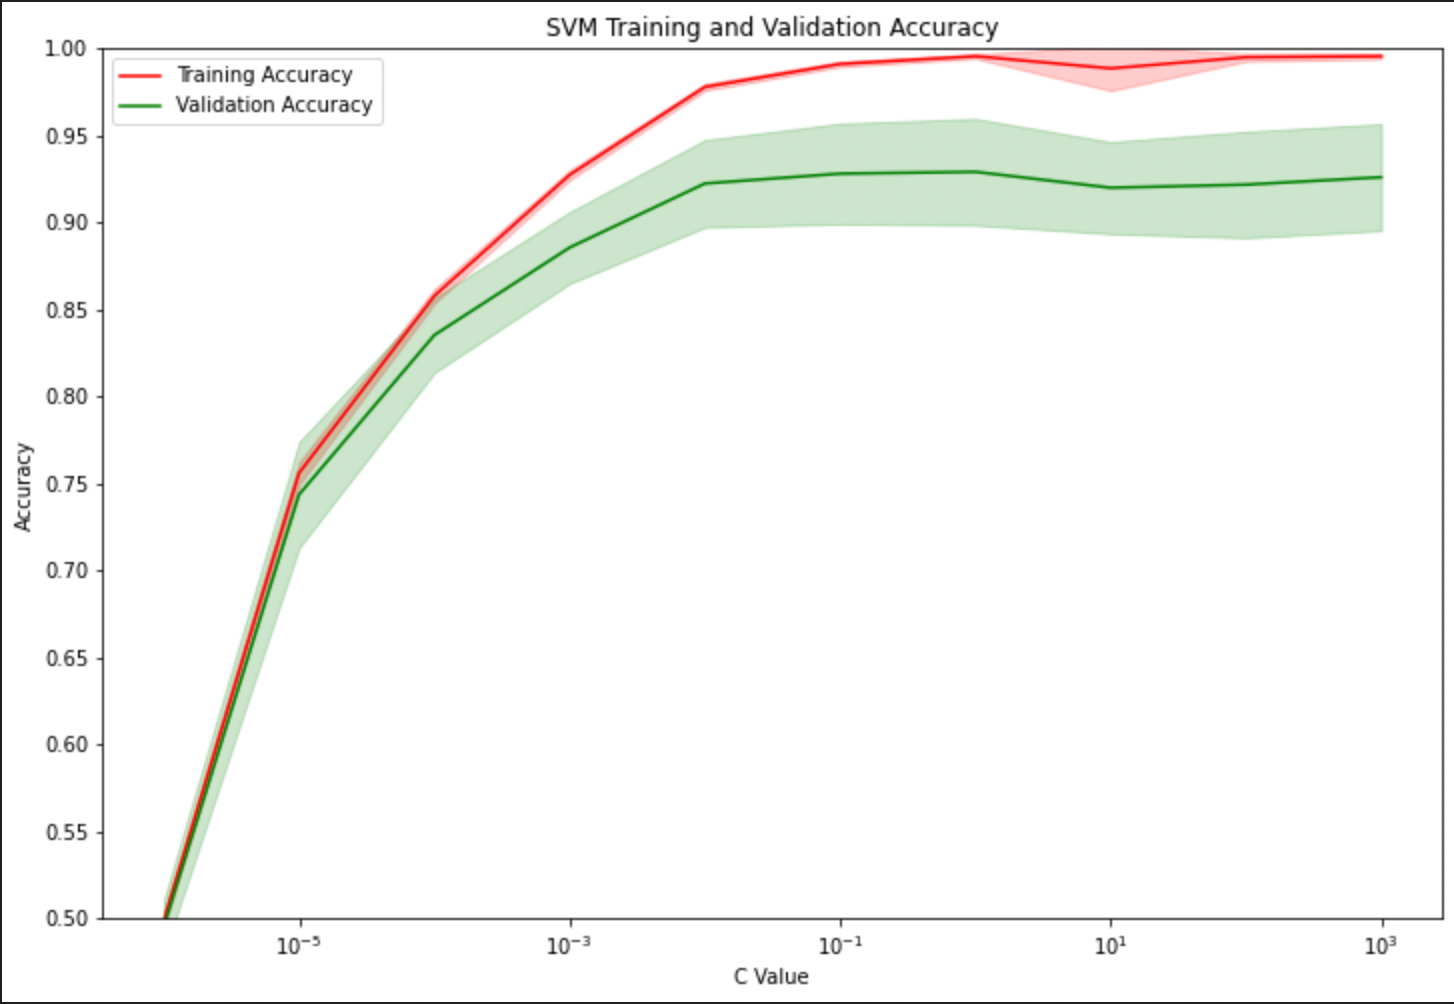 SVM Training and Validation Accuracy
Training Accuracy
Validation Accuracy
1.00
0.95
0.90
0.85
0.80
0.75
0.70
0.65
0.60
0.55
0.50
Accuracy
10⁻⁵ 10⁻³ 10⁻¹ 10¹ 10³
C Value